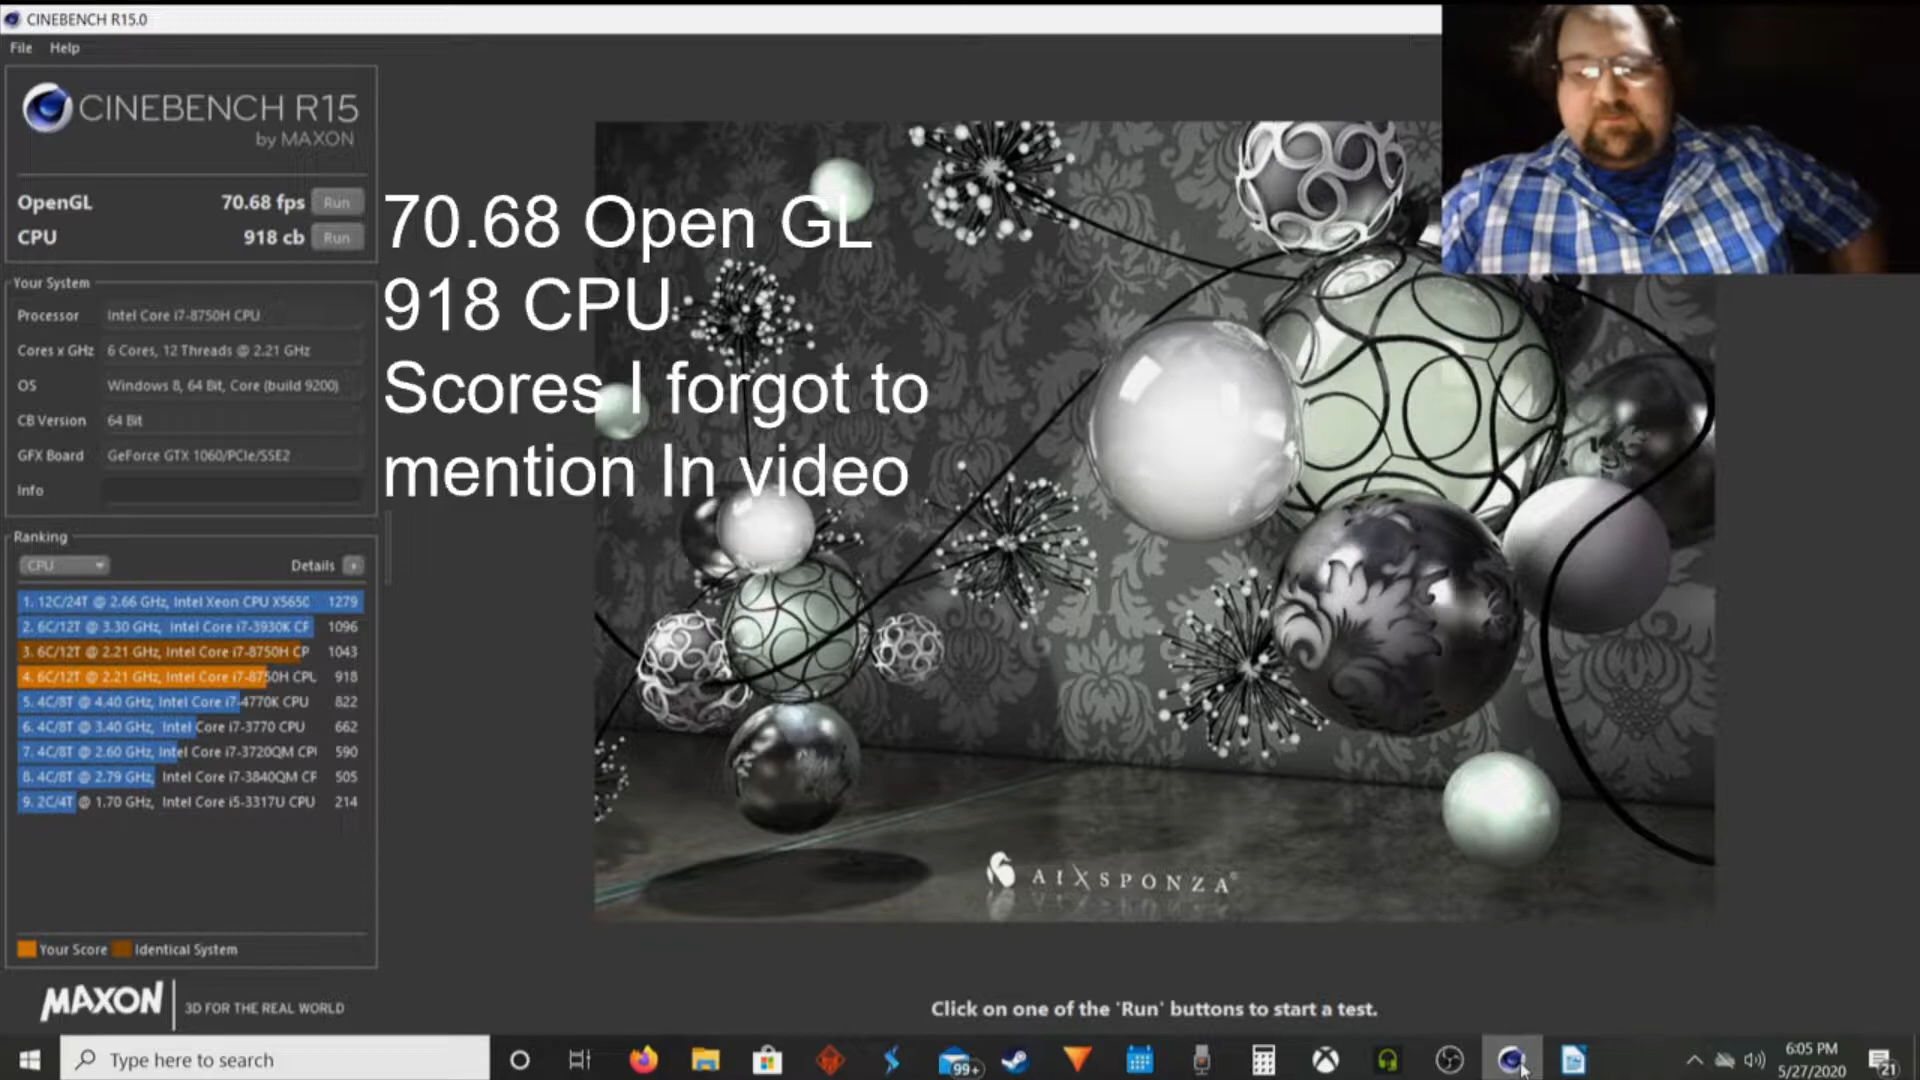 CINEBENCH R15.0
File Help
CINEBENCH R15
by MAXON
OpenGL 70.68 fps Run
CPU 918 cb Run
70.68 Open GL
918 CPU
Scores I forgot to
mention In video
Your System
Processor Intel Core i7-8750H CPU
Cores x GHz 6 Cores, 12 Threads @ 2.21 GHz
OS Windows 8, 64 Bit, Core (build 9200)
CB Version 64 Bit
GFX Board GeForce GTX 1060/PCIe/SSE2
Info
Ranking
CPU Details
1. 12C/24T @ 2.66 GHz, Intel Xeon CPU X5650 1279
2. 6C/12T @ 3.30 GHz, Intel Core i7-3930K CP 1096
3. 6C/12T @ 2.21 GHz, Intel Core i7-8750H CP 1043
4. 6C/12T @ 2.21 GHz, Intel Core i7-8750H CPU 918
5. 4C/8T @ 4.40 GHz, Intel Core i7-4770K CPU 822
6. 4C/8T @ 3.40 GHz, Intel Core i7-3770 CPU 662
7. 4C/8T @ 2.60 GHz, Intel Core i7-3720QM CPU 590
8. 4C/8T @ 2.79 GHz, Intel Core i7-3840QM CP 505
9. 2C/4T @ 1.70 GHz, Intel Core i5-3317U CPU 214
AIXSPONZA
Your Score Identical System
MAXON 3D FOR THE REAL WORLD
Click on one of the 'Run' buttons to start a test.
Type here to search
99+
6:05 PM
5/27/2020
21